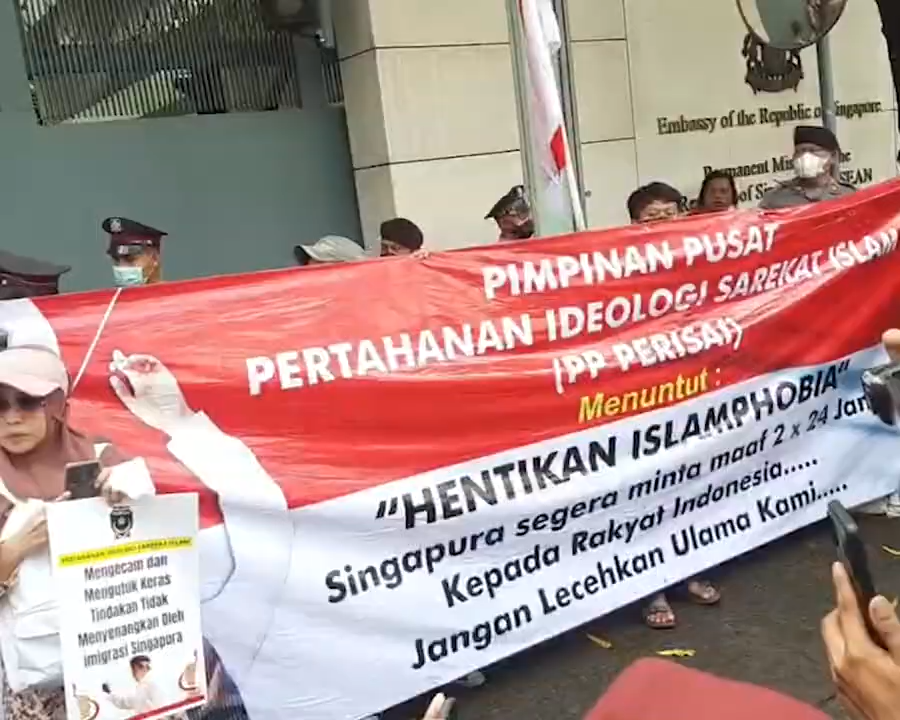 Embassy of the Republic of Singapore
Permanent Mis
ASEAN
PIMPINAN PUSAT
PERTAHANAN IDEOLOGI SAREKAT ISLAM
(PP PERISAI)
Menuntut :
"HENTIKAN ISLAMPHOBIA"
Singapura segera minta maaf 2 x 24 Jam
Kepada Rakyat Indonesia.....
Jangan Lecehkan Ulama Kami.....
PERTAHANAN IDEOLOGI SAREKAT ISLAM
Mengecam dan
Mengutuk Keras
Tindakan Tidak
Menyenangkan Oleh
imigrasi Singapura